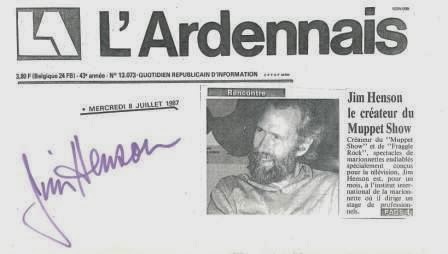 L'Ardennais
3,80 F (Belgique 24 FB) - 43e année - N° 13.073 - QUOTIDIEN REPUBLICAIN D'INFORMATION
• MERCREDI 8 JUILLET 1987
Jim Henson
Rencontre
Jim Henson
le créateur du
Muppet Show
Créateur du "Muppet
Show" et de "Fraggle
Rock", spectacles de
marionnettes endiablés
spécialement conçus
pour la télévision, Jim
Henson est, pour un
mois, à l'institut inter-
national de la marion-
nette où il dirige un
stage de profession-
nels.
PAGE